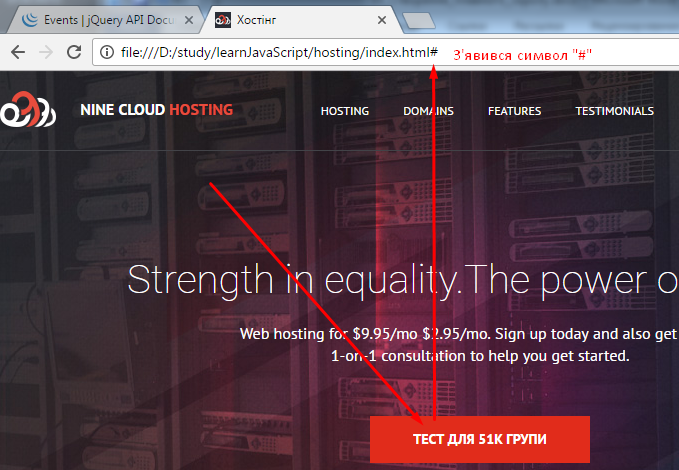 Events | jQuery API Docu
Хостінг
file:///D:/study/learnJavaScript/hosting/index.html#
З'явився символ "#"
NINE CLOUD HOSTING
HOSTING
DOMAINS
FEATURES
TESTIMONIALS
Strength in equality.The power o
Web hosting for $9.95/mo $2.95/mo. Sign up today and also get
1-on-1 consultation to help you get started.
ТЕСТ ДЛЯ 51К ГРУПИ